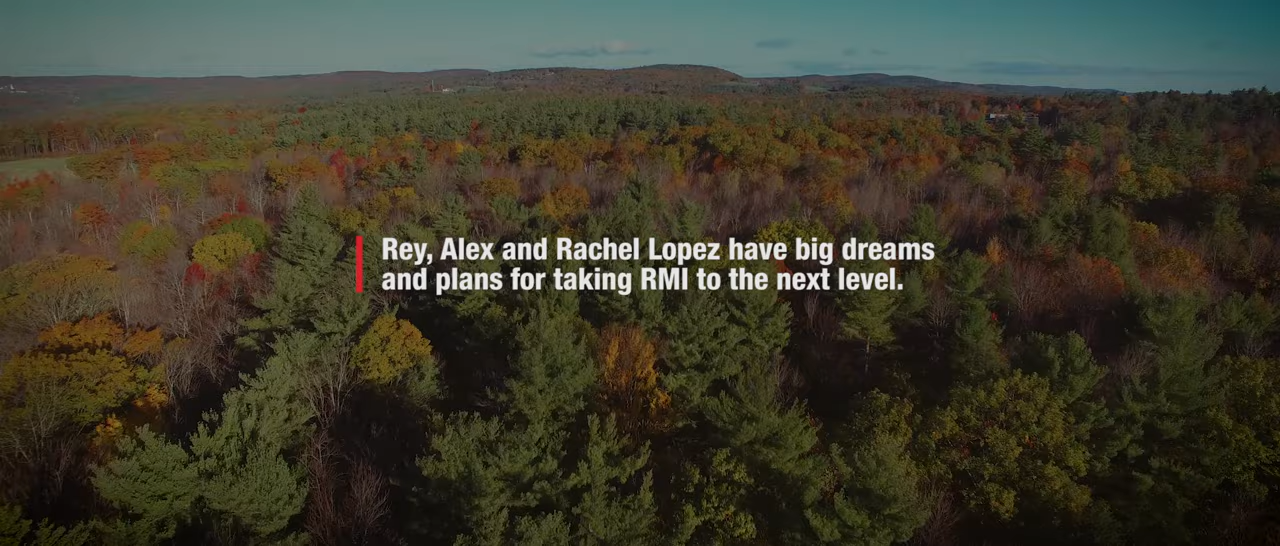 Rey, Alex and Rachel Lopez have big dreams
and plans for taking RMI to the next level.